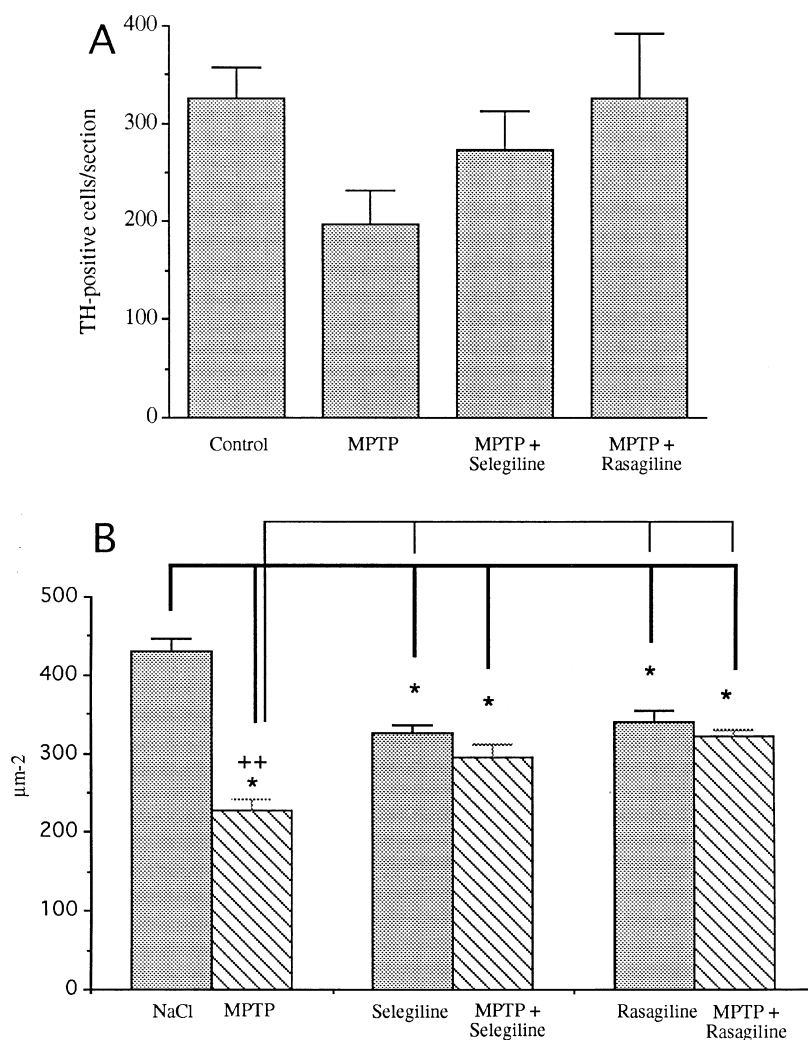 A
TH-positive cells/section
400
300
200
100
0
Control
MPTP
MPTP +
Selegiline
MPTP +
Rasagiline
B
µm-2
500
400
300
200
100
0
++
*
*
*
*
*
NaCl
MPTP
Selegiline
MPTP +
Selegiline
Rasagiline
MPTP +
Rasagiline